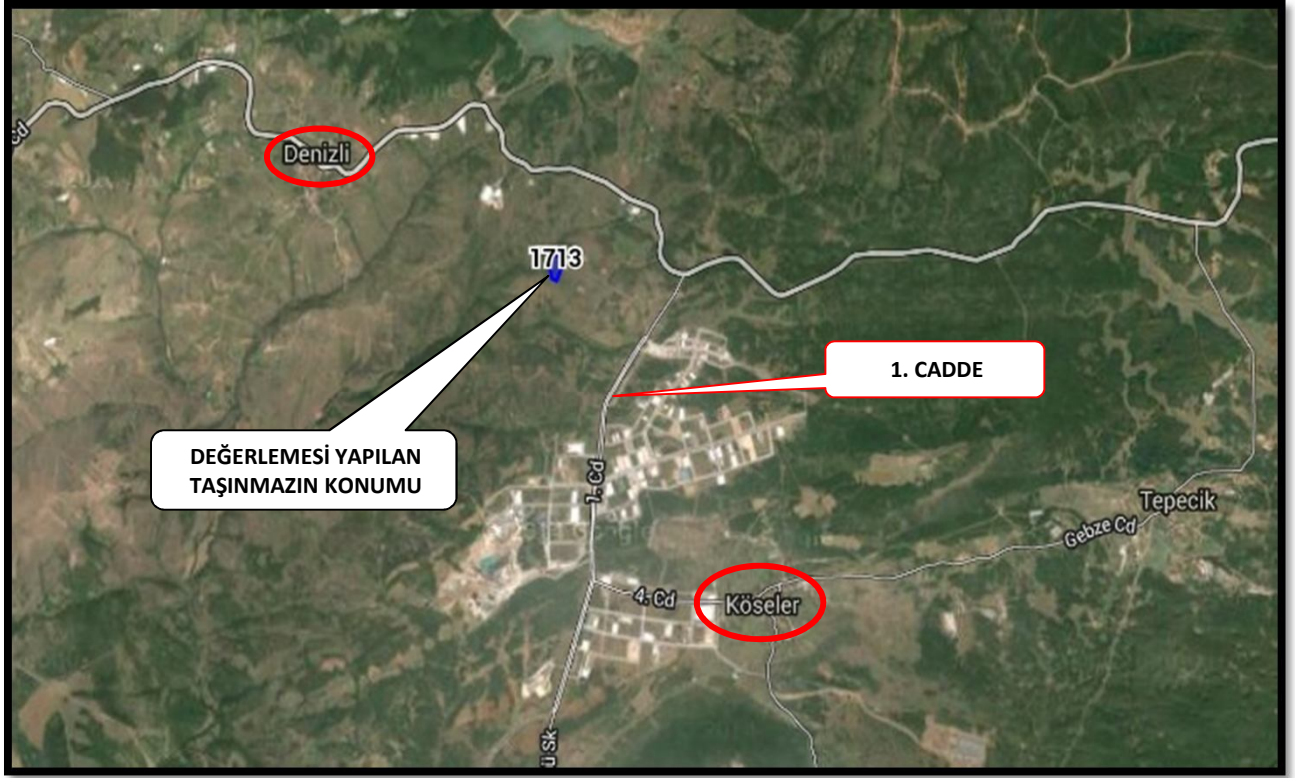 Cd
Denizli
1713
1. CADDE
DEĞERLEMESİ YAPILAN
TAŞINMAZIN KONUMU
1. Cd
Tepecik
Gebze Cd
4. Cd
Köseler
ü Sk